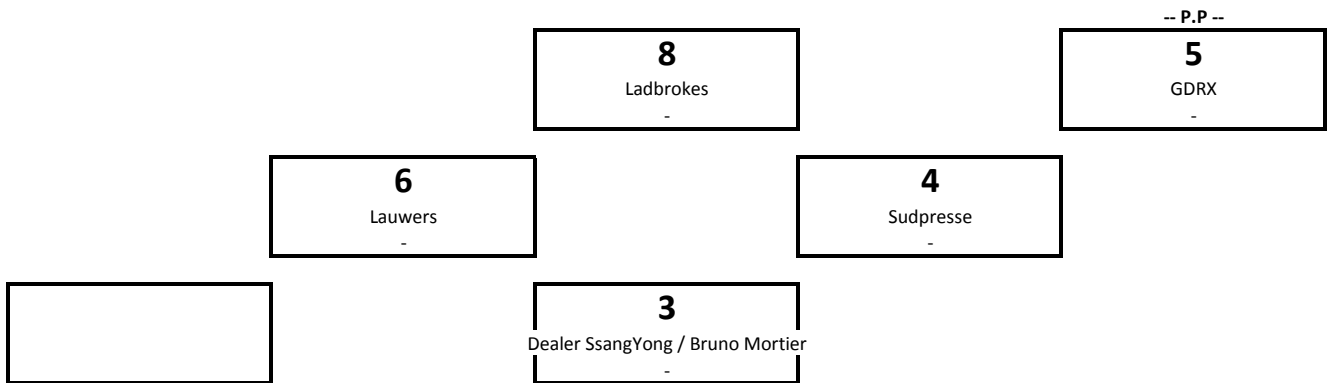 -- P.P --
8
Ladbrokes
-
5
GDRX
-
6
Lauwers
-
4
Sudpresse
-
3
Dealer SsangYong / Bruno Mortier
-